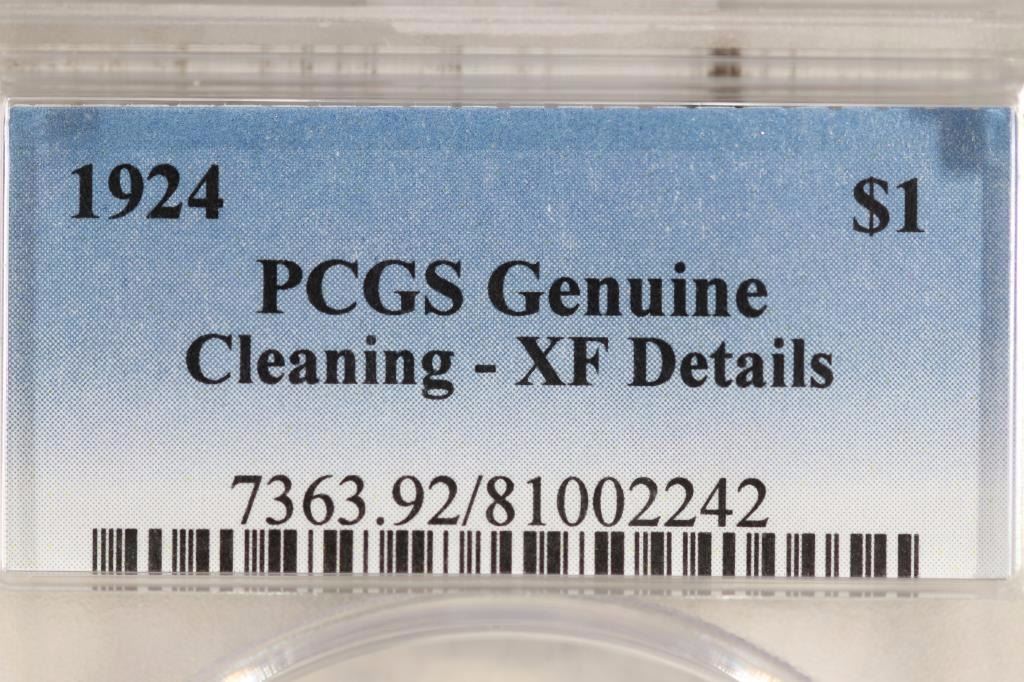 1924 $1
PCGS Genuine
Cleaning - XF Details
7363.92/81002242